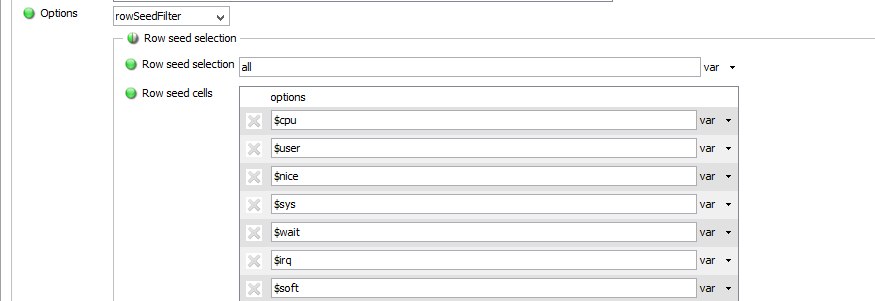 Options rowSeedFilter
Row seed selection
Row seed selection all var
Row seed cells
options
$cpu var
$user var
$nice var
$sys var
$wait var
$irq var
$soft var